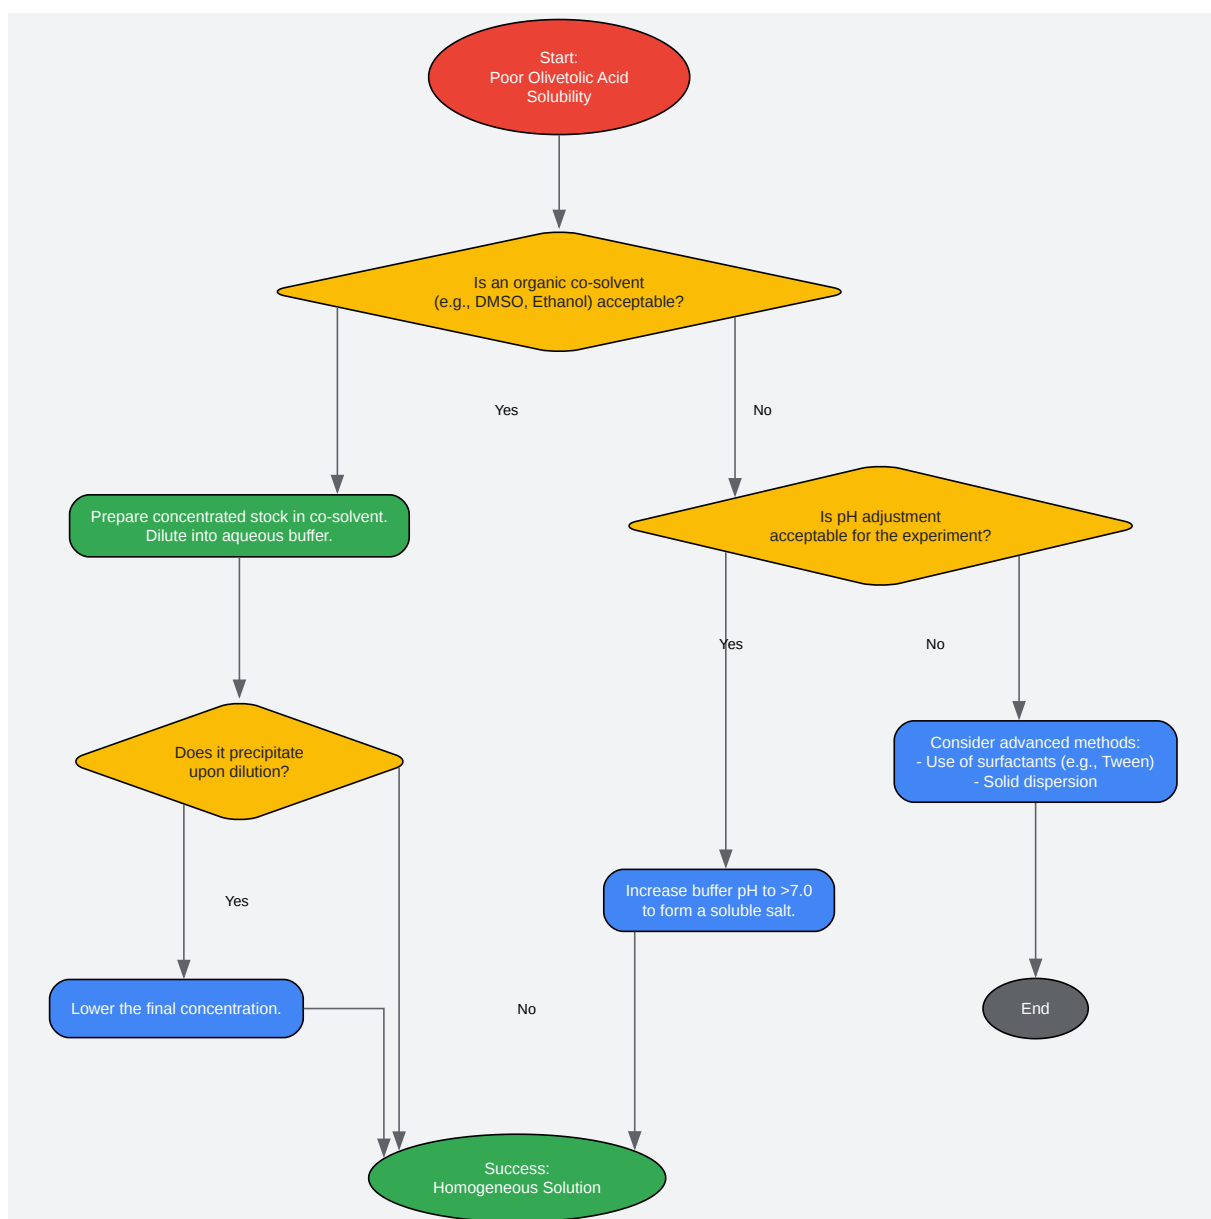 Start:
Poor Olivetolic Acid
Solubility
Is an organic co-solvent
(e.g., DMSO, Ethanol) acceptable?
Yes
No
Prepare concentrated stock in co-solvent.
Dilute into aqueous buffer.
Is pH adjustment
acceptable for the experiment?
Yes
No
Does it precipitate
upon dilution?
Consider advanced methods:
- Use of surfactants (e.g., Tween)
- Solid dispersion
Yes
Increase buffer pH to >7.0
to form a soluble salt.
Lower the final concentration.
No
End
Success:
Homogeneous Solution